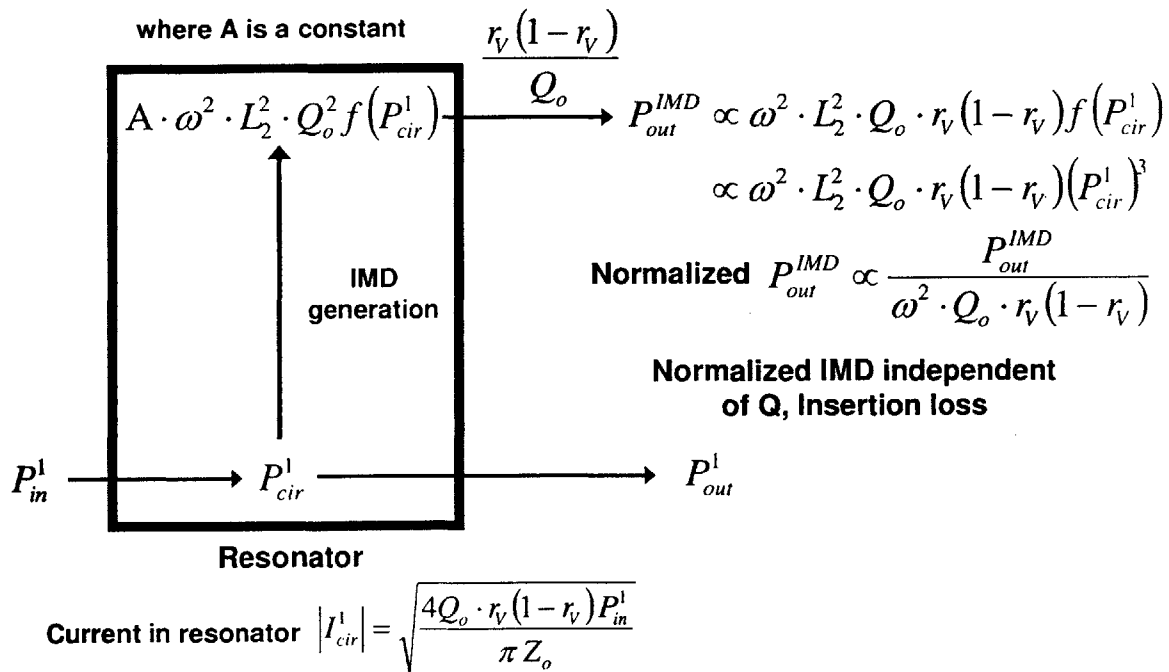 where A is a constant
r_V(1 − r_V) / Q_o
A · ω² · L₂² · Q_o² f(P¹_cir)
P^IMD_out ∝ ω² · L₂² · Q_o · r_V(1 − r_V) f(P¹_cir)
∝ ω² · L₂² · Q_o · r_V(1 − r_V)(P¹_cir)³
IMD
generation
Normalized P^IMD_out ∝ P^IMD_out / (ω² · Q_o · r_V(1 − r_V))
Normalized IMD independent
of Q, Insertion loss
P¹_in
P¹_cir
P¹_out
Resonator
Current in resonator |I¹_cir| = √(4Q_o · r_V(1 − r_V)P¹_in / (π Z_o))